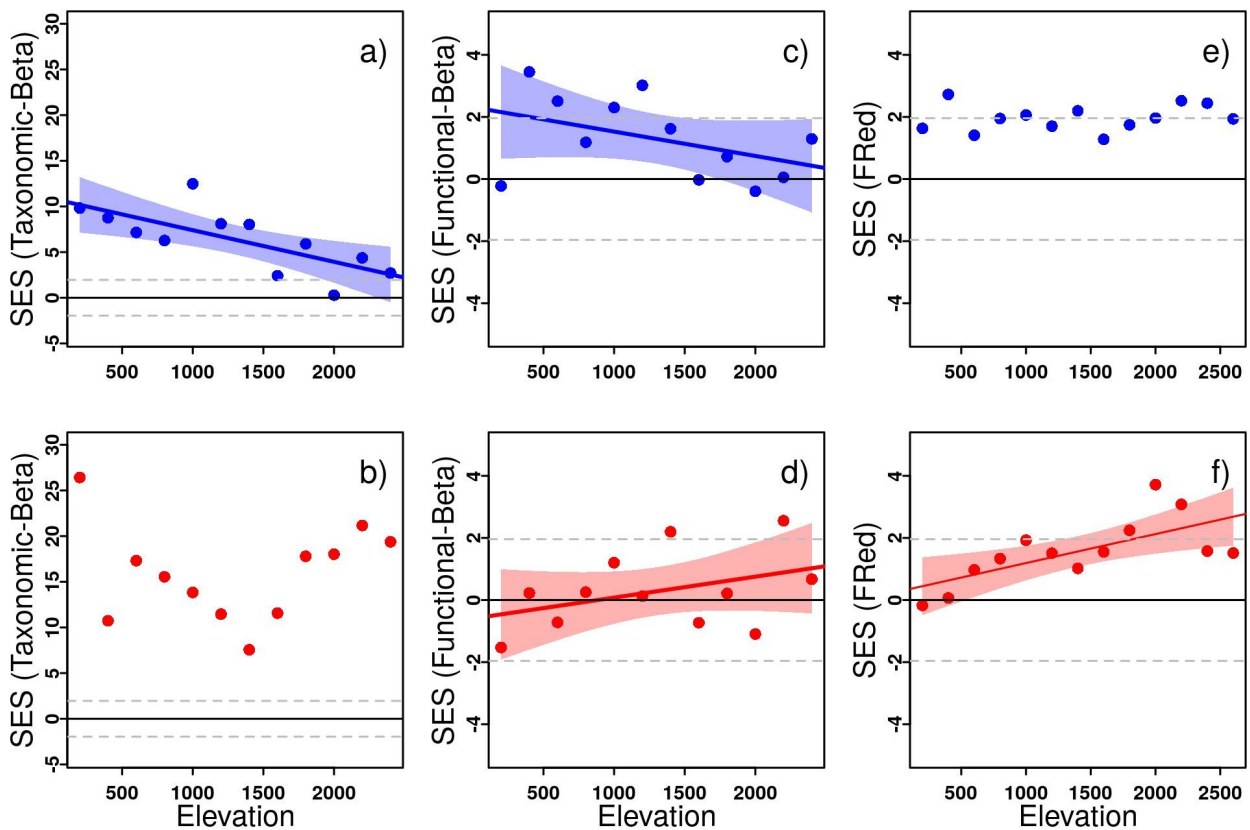 a)
SES (Taxonomic-Beta)
30
25
20
15
10
5
0
-5
500 1000 1500 2000
c)
SES (Functional-Beta)
4
2
0
-2
-4
500 1000 1500 2000
e)
SES (FRed)
4
2
0
-2
-4
500 1000 1500 2000 2500
b)
SES (Taxonomic-Beta)
30
25
20
15
10
5
0
-5
500 1000 1500 2000
Elevation
d)
SES (Functional-Beta)
4
2
0
-2
-4
500 1000 1500 2000
Elevation
f)
SES (FRed)
4
2
0
-2
-4
500 1000 1500 2000 2500
Elevation